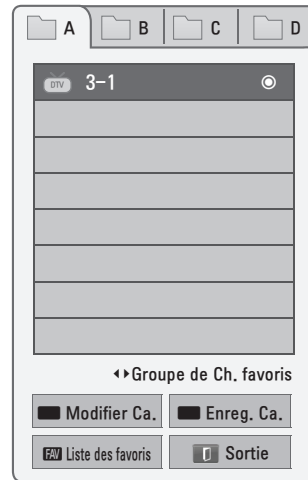 A B C D
DTV 3-1
Groupe de Ch. favoris
Modifier Ca. Enreg. Ca.
FAV Liste des favoris Sortie